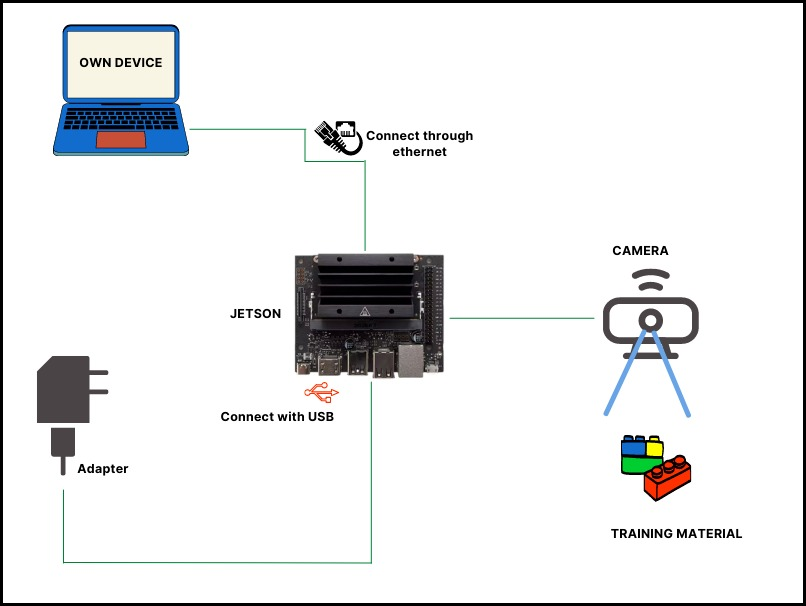 OWN DEVICE
Connect through
ethernet
CAMERA
JETSON
Connect with USB
Adapter
TRAINING MATERIAL